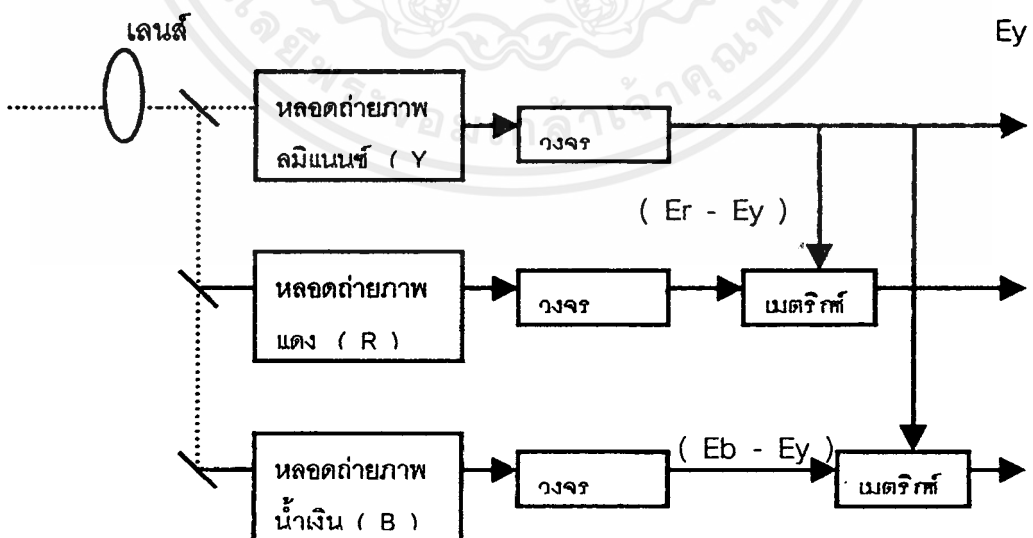 เลนส์
Ey
หลอดถ่ายภาพ
ลมิแนนซ์ ( Y
วงจร
( Er - Ey )
หลอดถ่ายภาพ
แดง ( R )
วงจร
เมตริกซ์
หลอดถ่ายภาพ
น้ำเงิน ( B )
วงจร
( Eb - Ey )
เมตริกซ์